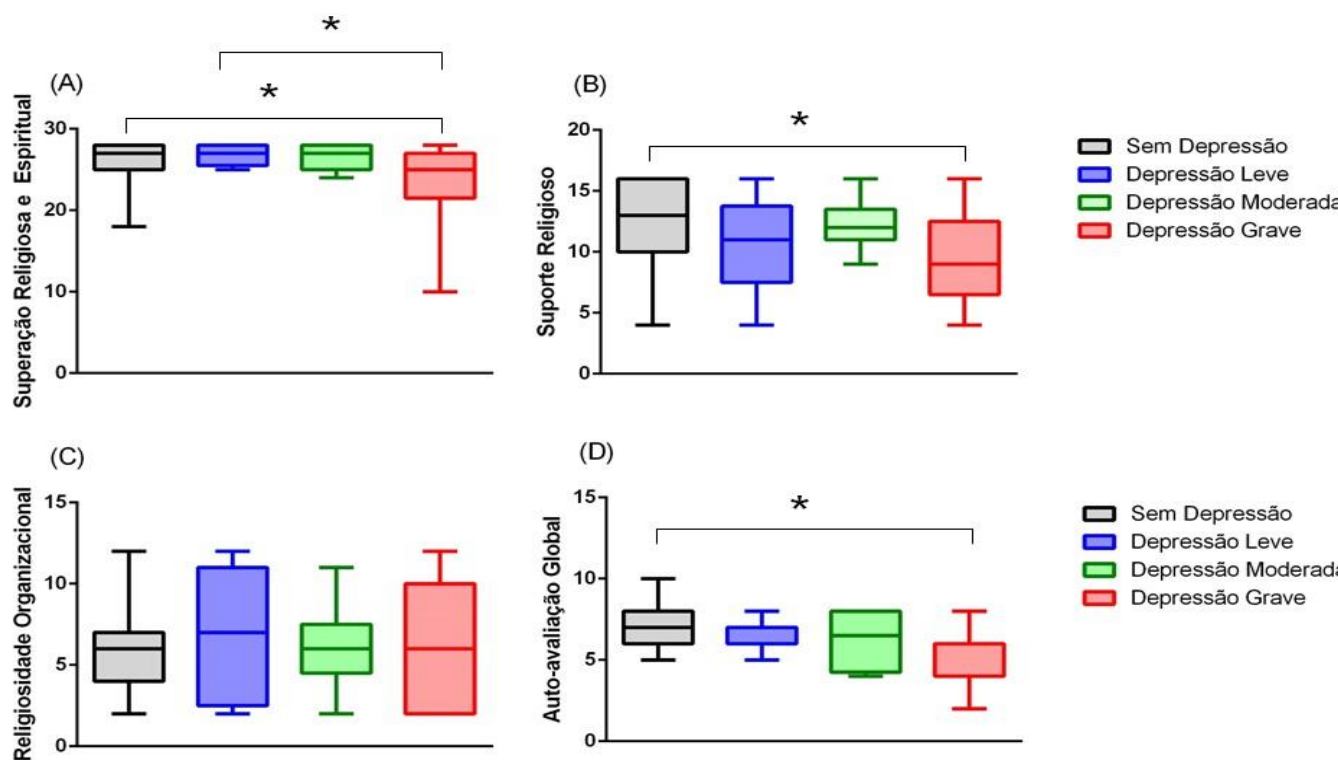 *
(A)
*
Superação Religiosa e Espiritual
30
20
10
0
(B)
*
Suporte Religioso
20
15
10
5
0
Sem Depressão
Depressão Leve
Depressão Moderada
Depressão Grave
(C)
Religiosidade Organizacional
15
10
5
0
(D)
*
Auto-avaliação Global
15
10
5
0
Sem Depressão
Depressão Leve
Depressão Moderada
Depressão Grave